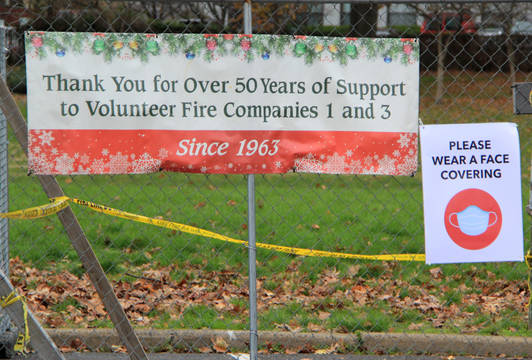 Thank You for Over 50 Years of Support
to Volunteer Fire Companies 1 and 3
Since 1963
PLEASE
WEAR A FACE
COVERING